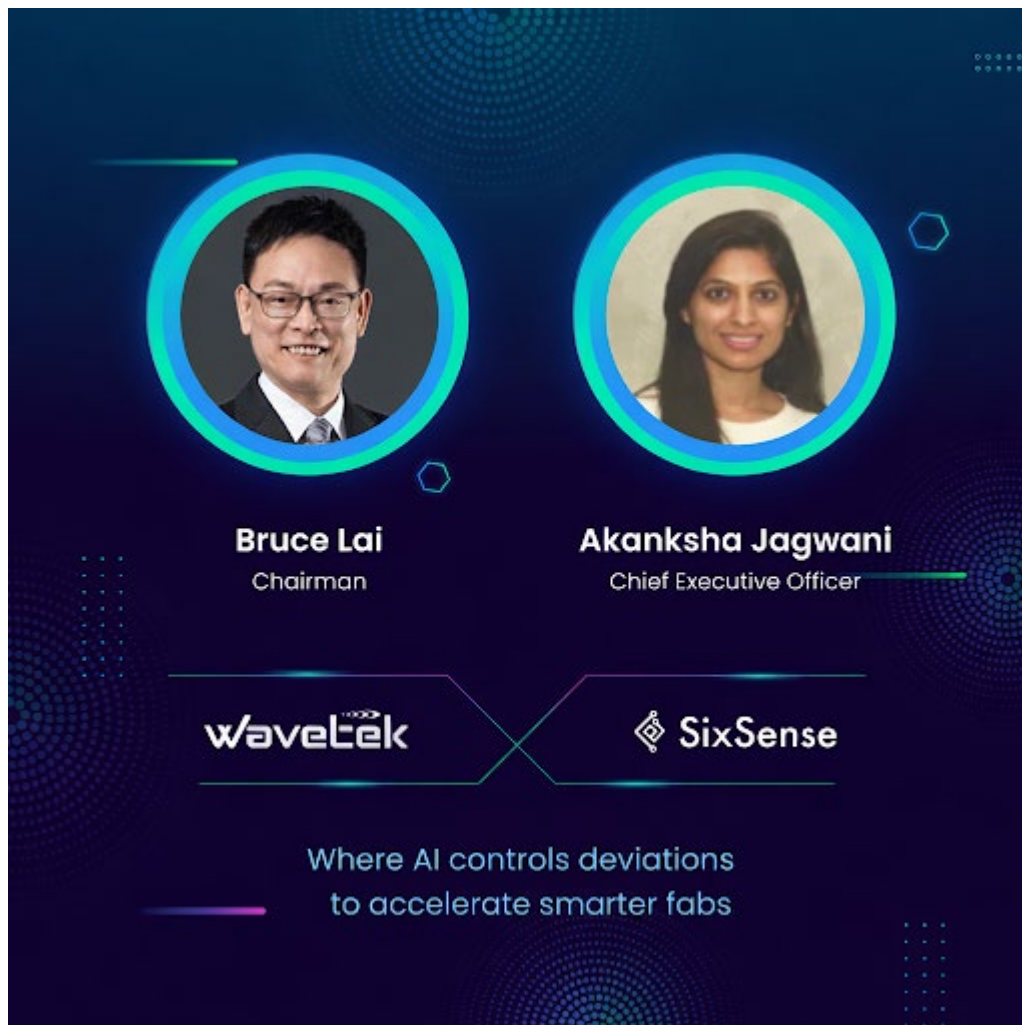 Bruce Lai
Chairman
Akanksha Jagwani
Chief Executive Officer
wavetek
SixSense
Where AI controls deviations
to accelerate smarter fabs